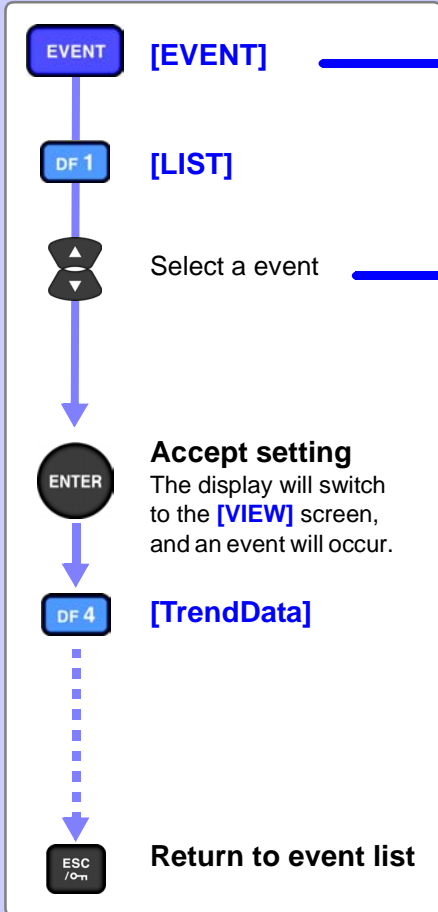 EVENT [EVENT]
DF 1 [LIST]
Select a event
ENTER
Accept setting
The display will switch
to the [VIEW] screen,
and an event will occur.
DF 4 [TrendData]
ESC
/
Return to event list